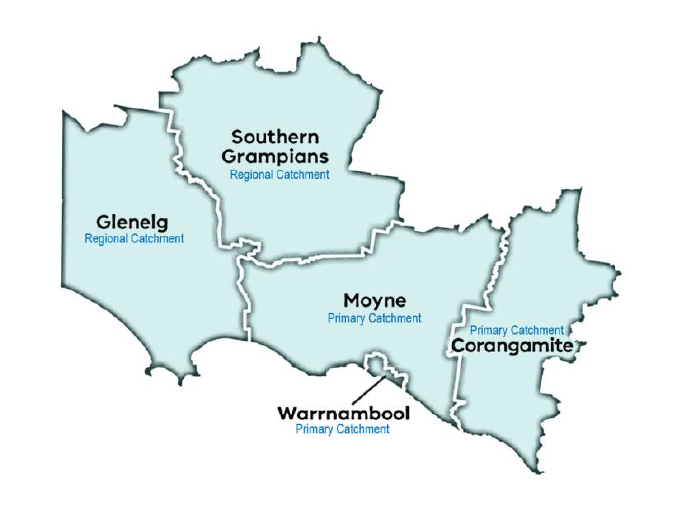 Southern
Grampians
Regional Catchment
Glenelg
Regional Catchment
Moyne
Primary Catchment
Primary Catchment
Corangamite
Warrnambool
Primary Catchment